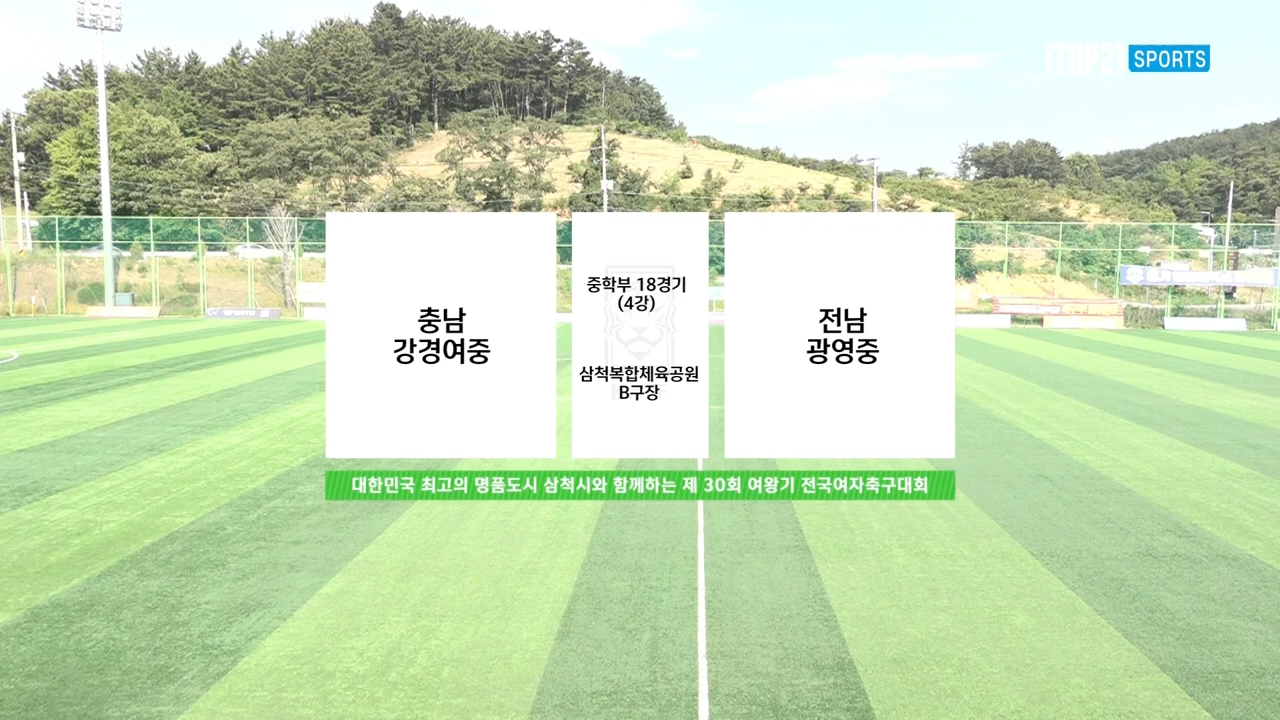 SPORTS
충남
강경여중
중학부 18경기
(4강)
삼척복합체육공원
B구장
전남
광영중
대한민국 최고의 명품도시 삼척시와 함께하는 제 30회 여왕기 전국여자축구대회